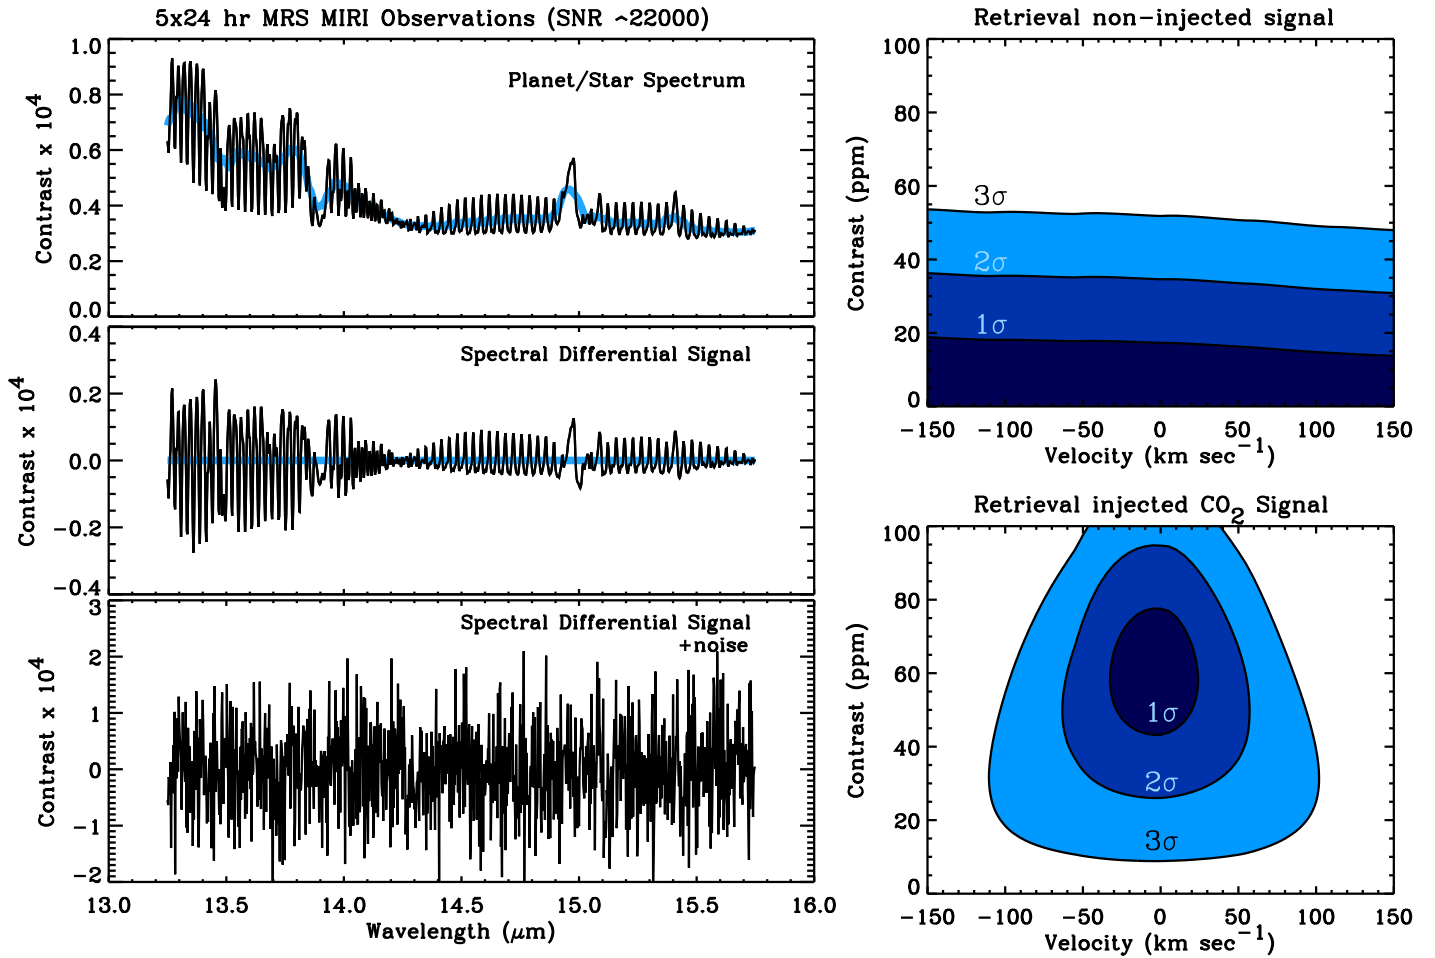 5x24 hr MRS MIRI Observations (SNR ~22000)
Contrast x 10^4
1.0
0.8
0.6
0.4
0.2
0.0
Planet/Star Spectrum
Contrast x 10^4
0.4
0.2
0.0
−0.2
−0.4
Spectral Differential Signal
Contrast x 10^4
3
2
1
0
−1
−2
Spectral Differential Signal
+noise
13.0 13.5 14.0 14.5 15.0 15.5 16.0
Wavelength (μm)
Retrieval non-injected signal
Contrast (ppm)
100
80
60
40
20
0
3σ
2σ
1σ
−150 −100 −50 0 50 100 150
Velocity (km sec⁻¹)
Retrieval injected CO₂ Signal
Contrast (ppm)
100
80
60
40
20
0
1σ
2σ
3σ
−150 −100 −50 0 50 100 150
Velocity (km sec⁻¹)